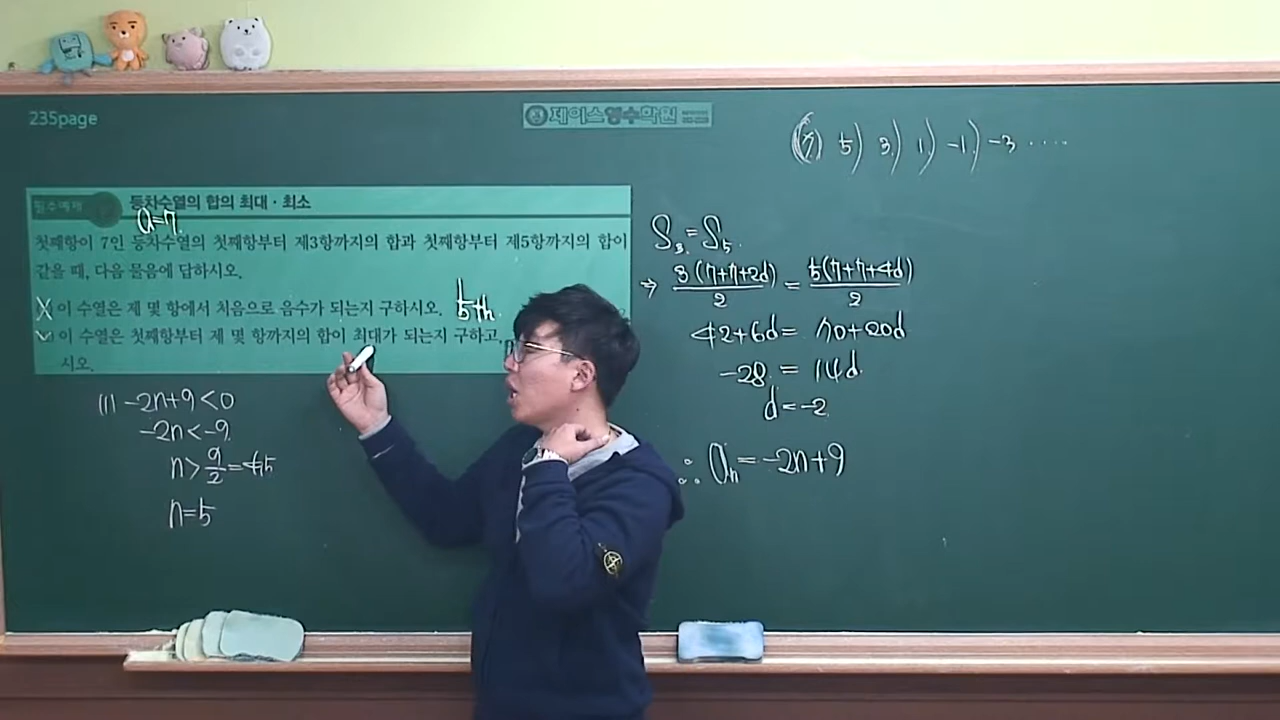 235page
제이스영수학원
7) 5) 3) 1) -1) -3 ....
필수예제 등차수열의 합의 최대 · 최소
a=7
첫째항이 7인 등차수열의 첫째항부터 제3항까지의 합과 첫째항부터 제5항까지의 합이
같을 때, 다음 물음에 답하시오.
이 수열은 제 몇 항에서 처음으로 음수가 되는지 구하시오. 5th
이 수열은 첫째항부터 제 몇 항까지의 합이 최대가 되는지 구하고,
시오.
(1) -2n+9<0
-2n<-9
n>9/2=4.5
n=5
S₃=S₅
⇒ 3(7+7+2d)/2 = 5(7+7+4d)/2
42+6d=70+20d
-28=14d
d=-2
∴ aₙ=-2n+9